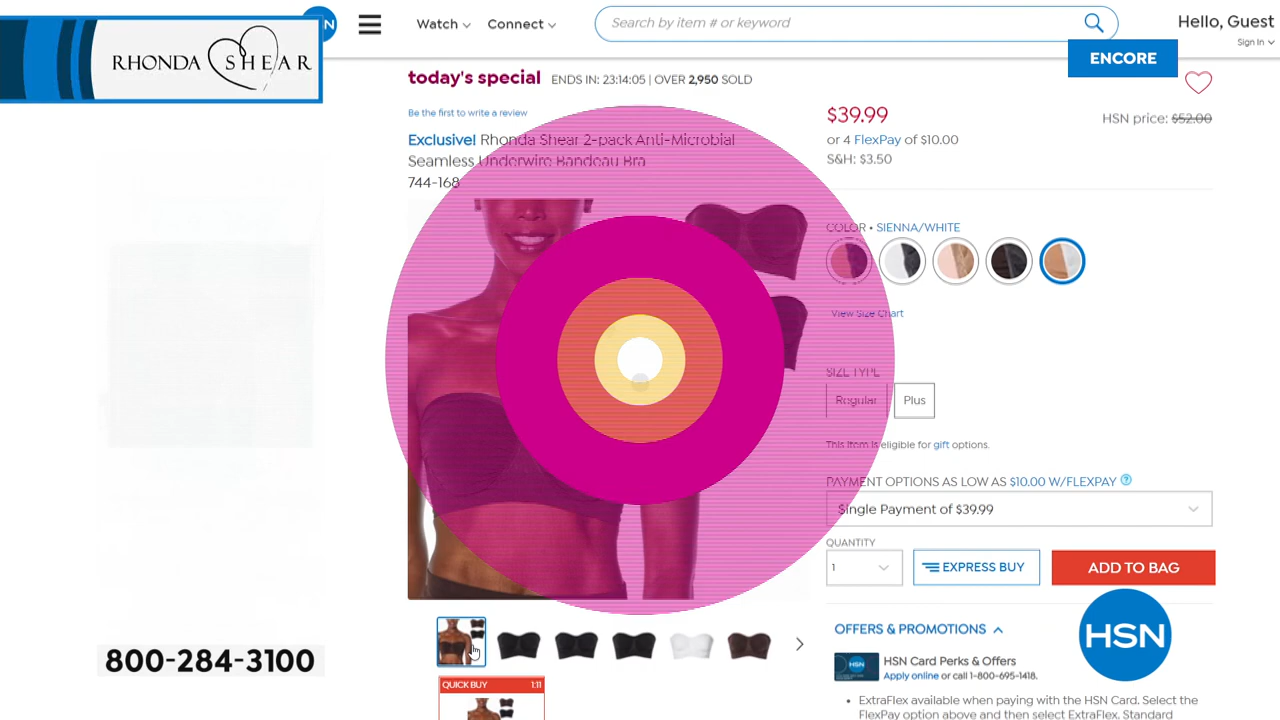 RHONDA SHEAR
N
Watch
Connect
Search by item # or keyword
Hello, Guest
Sign In
ENCORE
today's special ENDS IN: 23:14:05 | OVER 2,950 SOLD
Be the first to write a review
Exclusive! Rhonda Shear 2-pack Anti-Microbial
Seamless Underwire Bandeau Bra
744-168
$39.99
HSN price: $52.00
or 4 FlexPay of $10.00
S&H: $3.50
COLOR • SIENNA/WHITE
View Size Chart
SIZE TYPE
Regular
Plus
This item is eligible for gift options.
PAYMENT OPTIONS AS LOW AS $10.00 W/FLEXPAY ?
Single Payment of $39.99
QUANTITY
1
EXPRESS BUY
ADD TO BAG
OFFERS & PROMOTIONS
HSN
HSN
HSN Card Perks & Offers
Apply online or call 1-800-695-1418.
• ExtraFlex available when paying with the HSN Card. Select the
FlexPay option above and then select ExtraFlex. Standard
800-284-3100
QUICK BUY 1:11